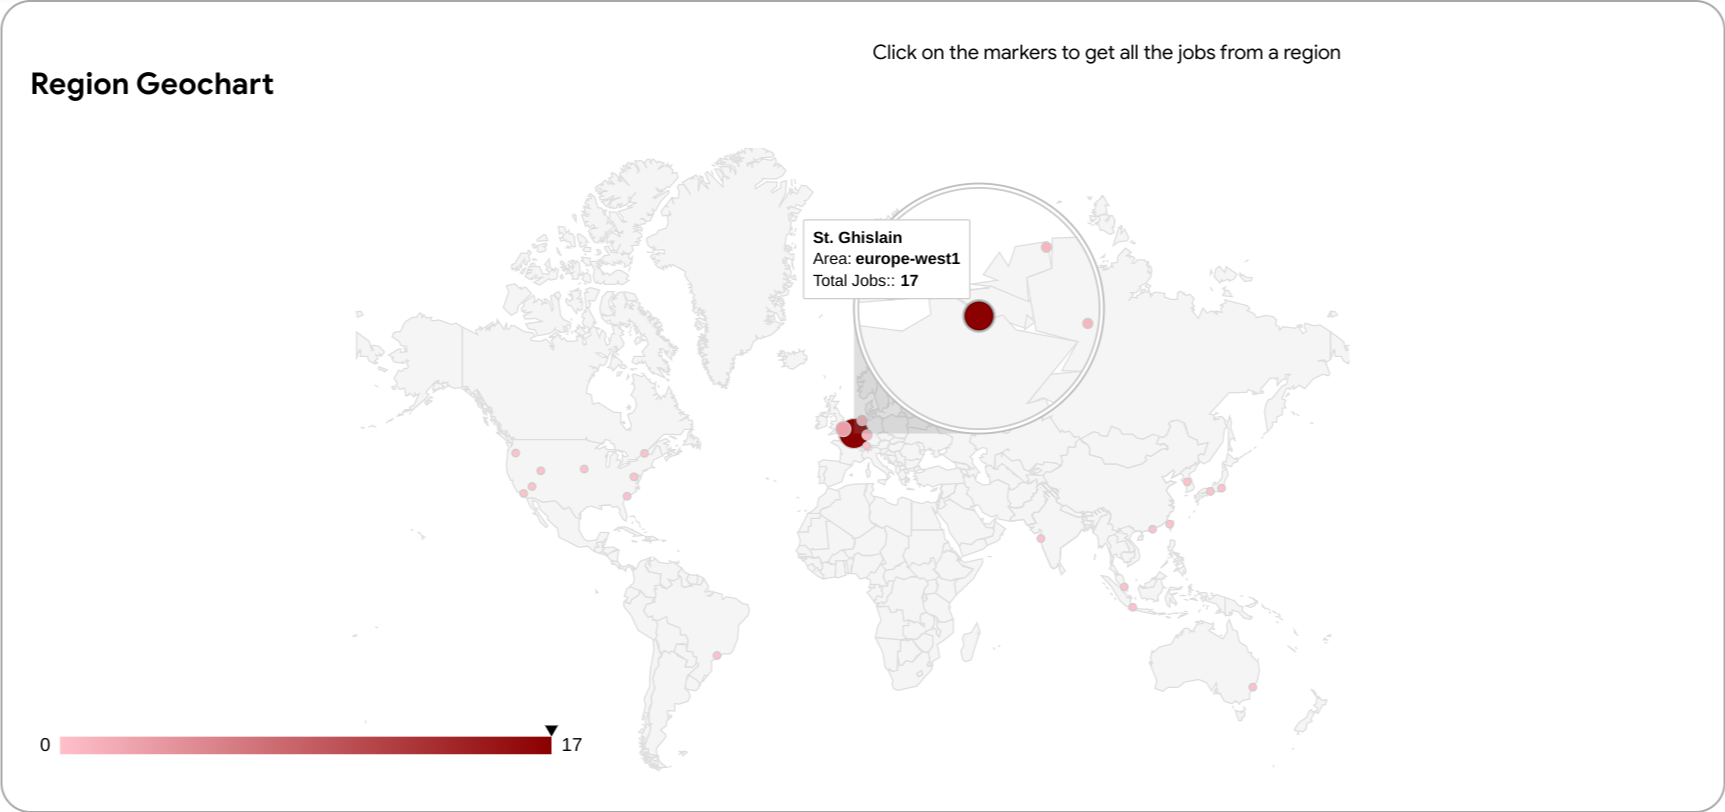 Click on the markers to get all the jobs from a region
Region Geochart
St. Ghislain
Area: europe-west1
Total Jobs:: 17
0
17